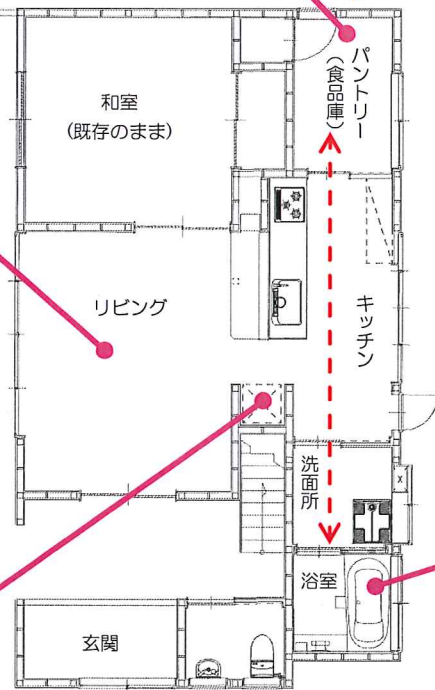 パントリー
(食品庫)
和室
(既存のまま)
リビング
キッチン
洗面所
浴室
玄関